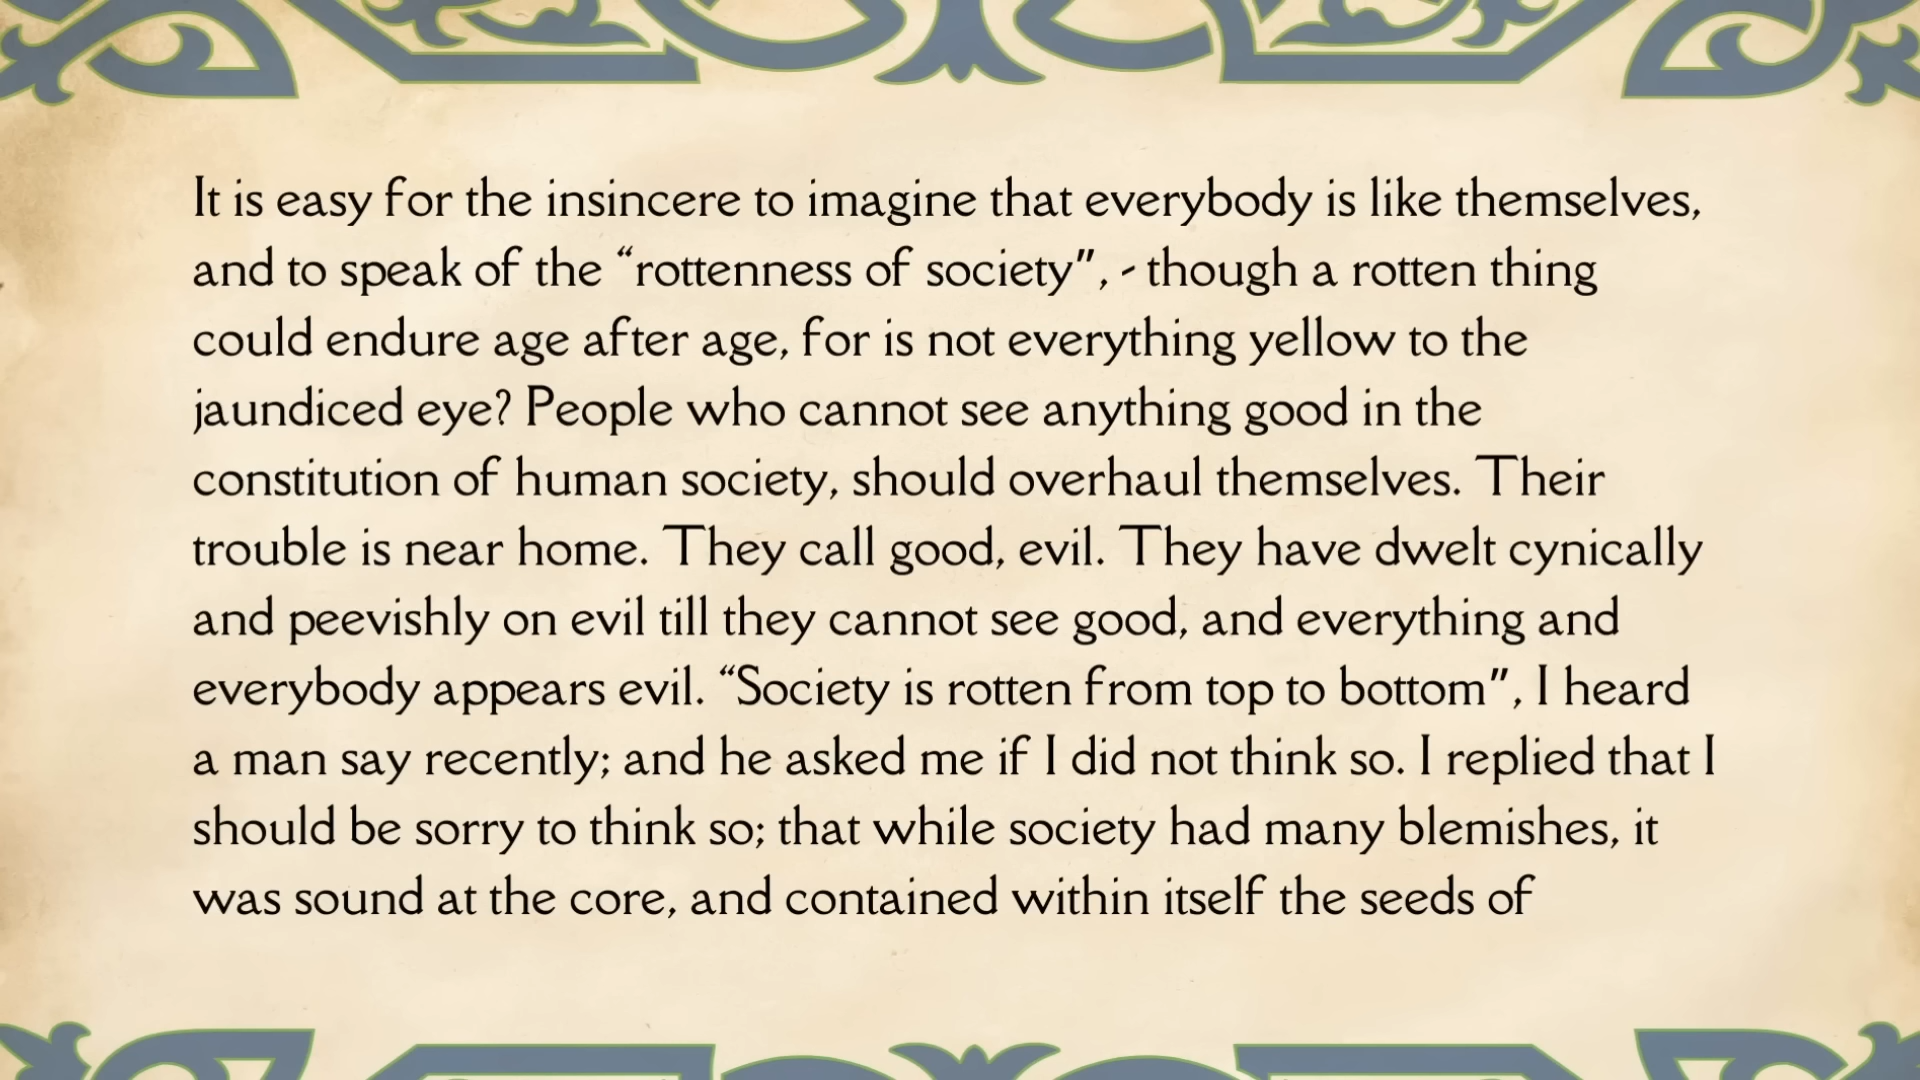 It is easy for the insincere to imagine that everybody is like themselves,
and to speak of the “rottenness of society”, - though a rotten thing
could endure age after age, for is not everything yellow to the
jaundiced eye? People who cannot see anything good in the
constitution of human society, should overhaul themselves. Their
trouble is near home. They call good, evil. They have dwelt cynically
and peevishly on evil till they cannot see good, and everything and
everybody appears evil. “Society is rotten from top to bottom”, I heard
a man say recently; and he asked me if I did not think so. I replied that I
should be sorry to think so; that while society had many blemishes, it
was sound at the core, and contained within itself the seeds of